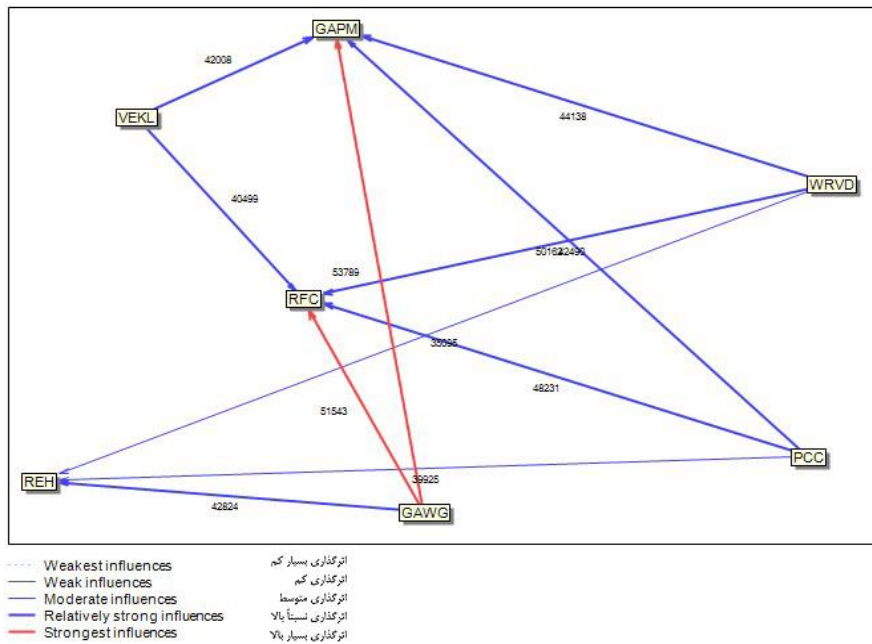 GAPM
42008
VEKL
44138
WRVD
40499
53789
RFC
35095
48231
51543
PCC
REH
39925
42824
GAWG
Weakest influences اثرگذاری بسیار کم
Weak influences اثرگذاری کم
Moderate influences اثرگذاری متوسط
Relatively strong influences اثرگذاری نسبتاً بالا
Strongest influences اثرگذاری بسیار بالا